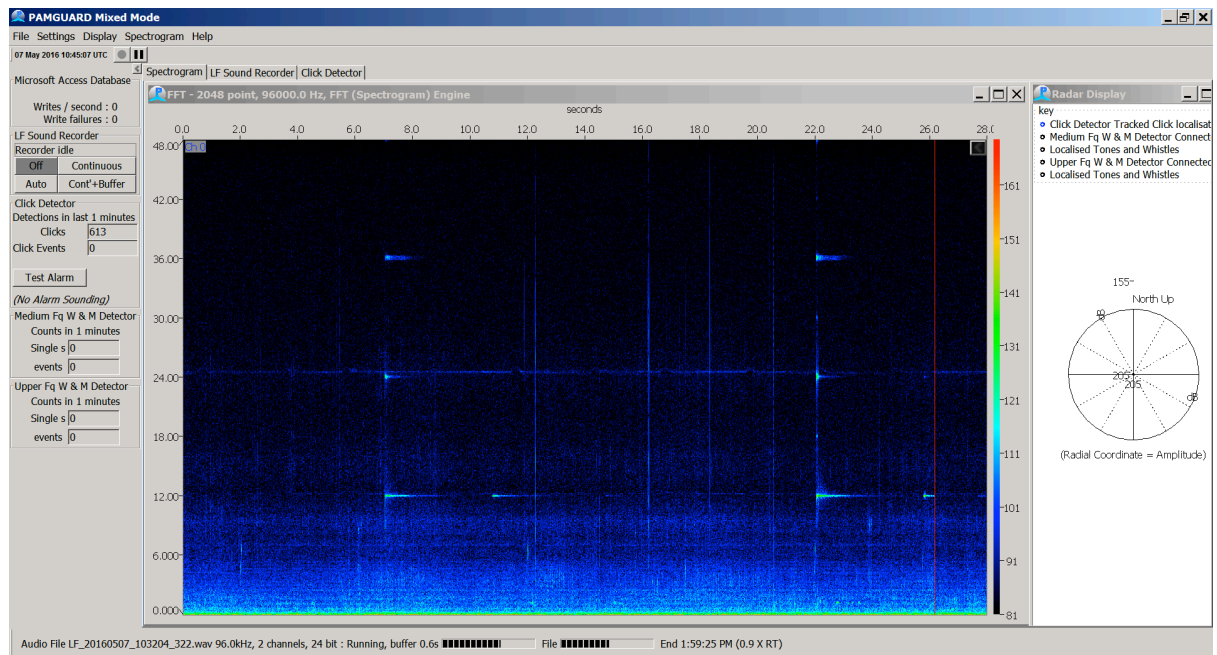 PAMGUARD Mixed Mode
File Settings Display Spectrogram Help
07 May 2016 10:45:07 UTC
Microsoft Access Database
Writes / second : 0
Write failures : 0
LF Sound Recorder
Recorder idle
Off Continuous
Auto Cont'+Buffer
Click Detector
Detections in last 1 minutes
Clicks 613
Click Events 0
Test Alarm
(No Alarm Sounding)
Medium Fq W & M Detector
Counts in 1 minutes
Single s 0
events 0
Upper Fq W & M Detector
Counts in 1 minutes
Single s 0
events 0
Spectrogram LF Sound Recorder Click Detector
FFT - 2048 point, 96000.0 Hz, FFT (Spectrogram) Engine
seconds
0.0 2.0 4.0 6.0 8.0 10.0 12.0 14.0 16.0 18.0 20.0 22.0 24.0 26.0 28.(
48.00
Ch 0
42.00
36.00
30.00
24.00
18.00
12.00
6.000
0.000
161
151
141
131
121
111
101
91
81
Radar Display
key
Click Detector Tracked Click localisat
Medium Fq W & M Detector Connect
Localised Tones and Whistles
Upper Fq W & M Detector Connected
Localised Tones and Whistles
155
North Up
dB
205
205
dB
(Radial Coordinate = Amplitude)
Audio File LF_20160507_103204_322.wav 96.0kHz, 2 channels, 24 bit : Running, buffer 0.6s File End 1:59:25 PM (0.9 X RT)